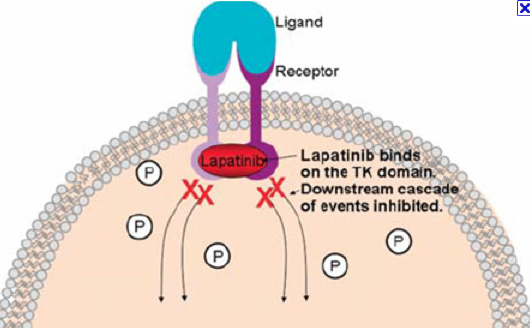 Ligand
Receptor
Lapatinib
Lapatinib binds
on the TK domain.
Downstream cascade
of events inhibited.
P
P
P
P
P